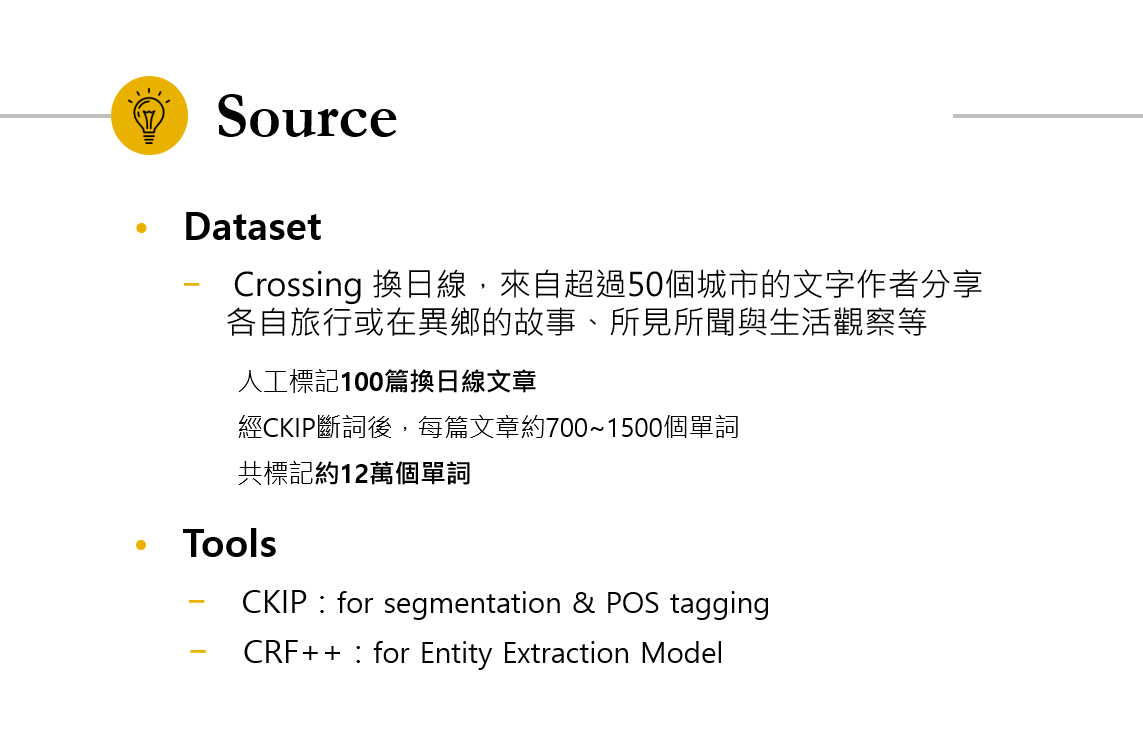 Source
• Dataset
– Crossing 換日線，來自超過50個城市的文字作者分享
各自旅行或在異鄉的故事、所見所聞與生活觀察等
人工標記100篇換日線文章
經CKIP斷詞後，每篇文章約700~1500個單詞
共標記約12萬個單詞
• Tools
– CKIP：for segmentation & POS tagging
– CRF++：for Entity Extraction Model